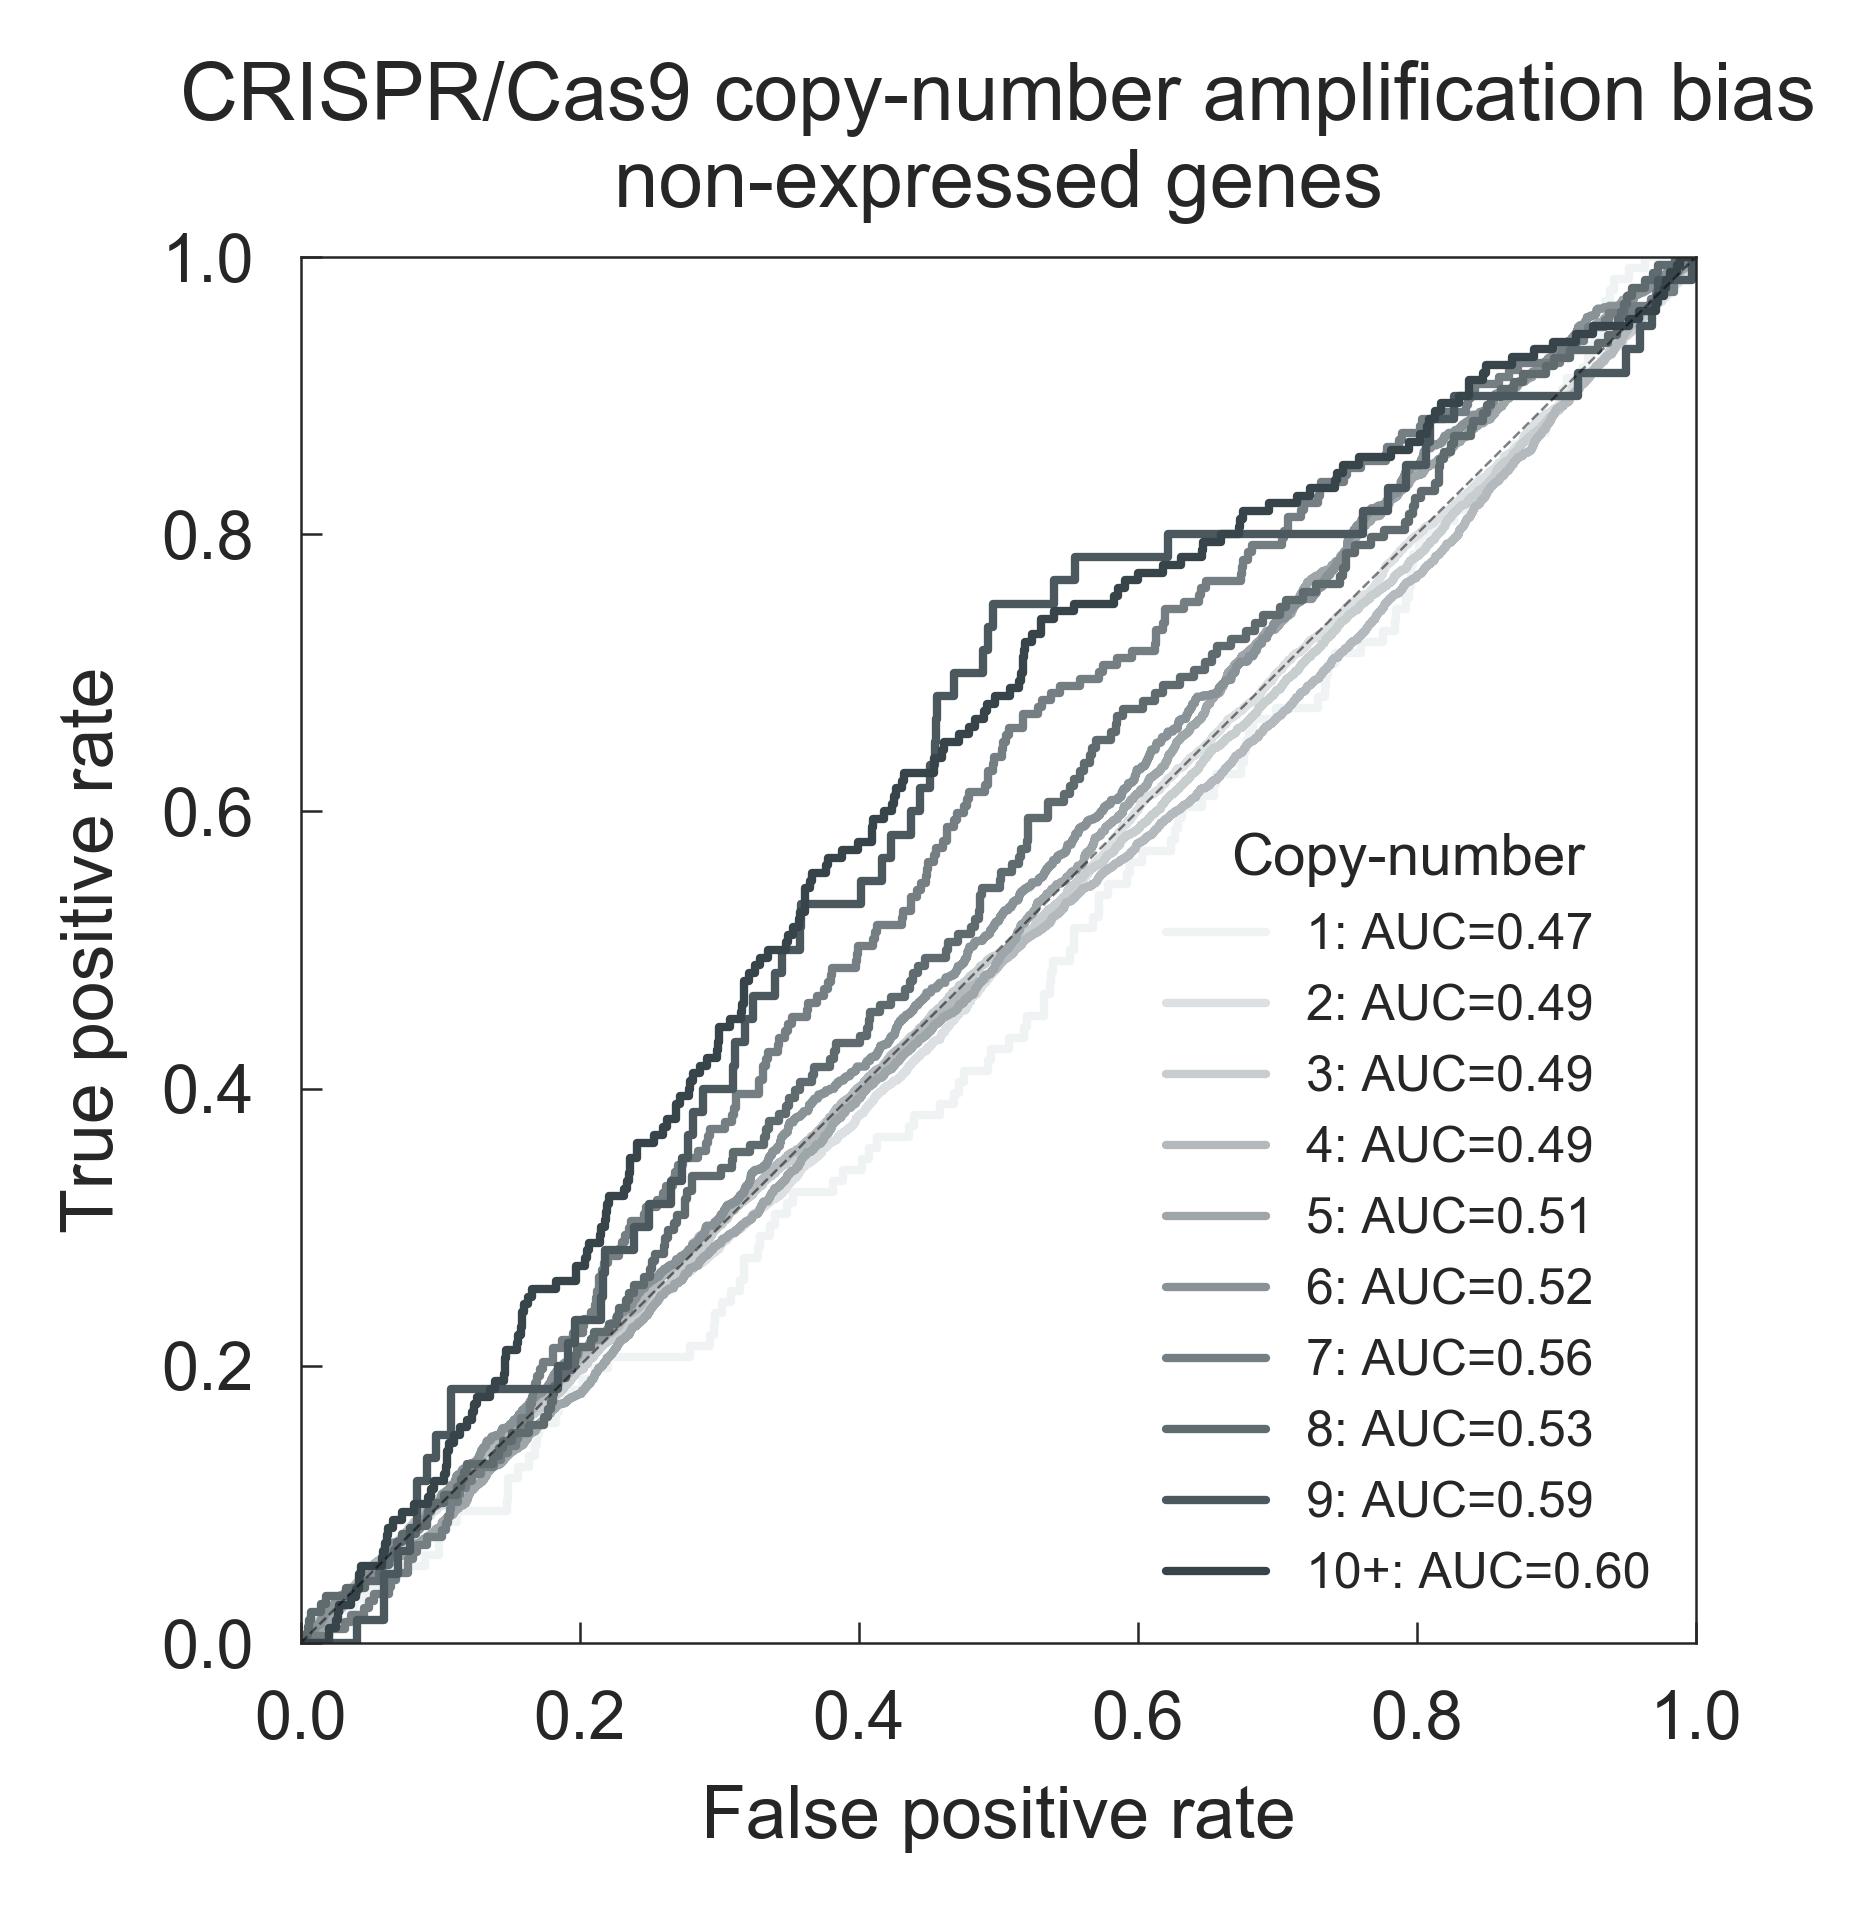 CRISPR/Cas9 copy-number amplification bias
non-expressed genes
True positive rate
1.0
0.8
0.6
0.4
0.2
0.0
Copy-number
1: AUC=0.47
2: AUC=0.49
3: AUC=0.49
4: AUC=0.49
5: AUC=0.51
6: AUC=0.52
7: AUC=0.56
8: AUC=0.53
9: AUC=0.59
10+: AUC=0.60
0.0 0.2 0.4 0.6 0.8 1.0
False positive rate